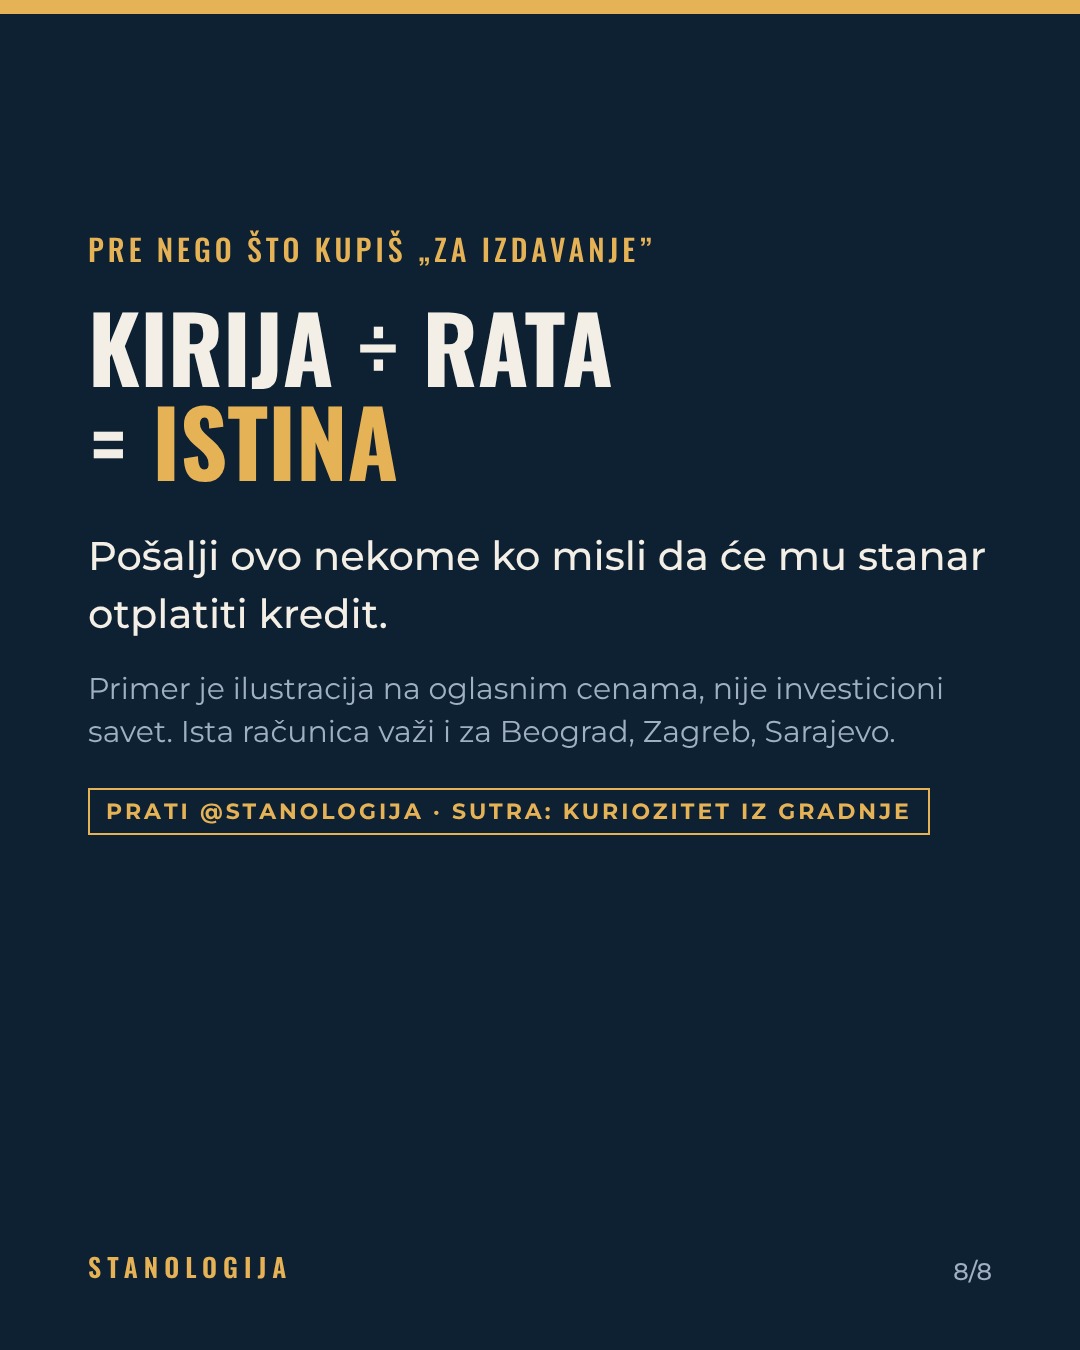 PRE NEGO ŠTO KUPIŠ „ZA IZDAVANJE”
KIRIJA ÷ RATA
= ISTINA
Pošalji ovo nekome ko misli da će mu stanar
otplatiti kredit.
Primer je ilustracija na oglasnim cenama, nije investicioni
savet. Ista računica važi i za Beograd, Zagreb, Sarajevo.
PRATI @STANOLOGIJA · SUTRA: KURIOZITET IZ GRADNJE
STANOLOGIJA
8/8